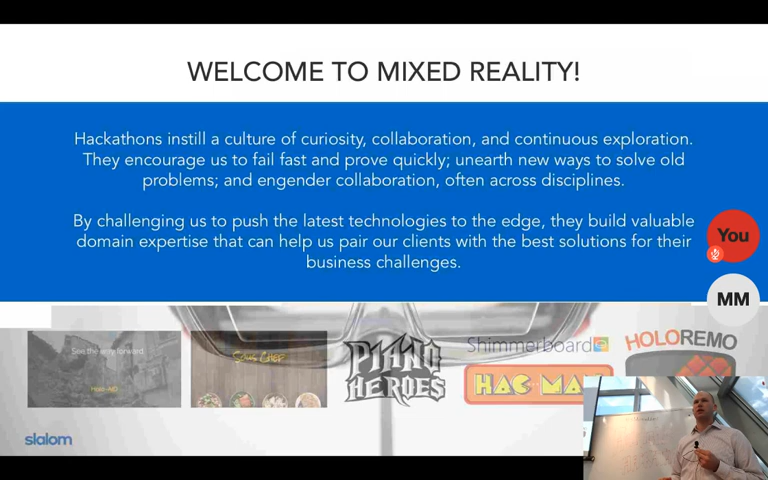 WELCOME TO MIXED REALITY!
Hackathons instill a culture of curiosity, collaboration, and continuous exploration.
They encourage us to fail fast and prove quickly; unearth new ways to solve old
problems; and engender collaboration, often across disciplines.
By challenging us to push the latest technologies to the edge, they build valuable
domain expertise that can help us pair our clients with the best solutions for their
business challenges.
You
MM
See the way forward
Holo-AID
Sous Chef
PIANO
HEROES
Shimmerboard
HAC-MAN
HOLOREMO
slalom